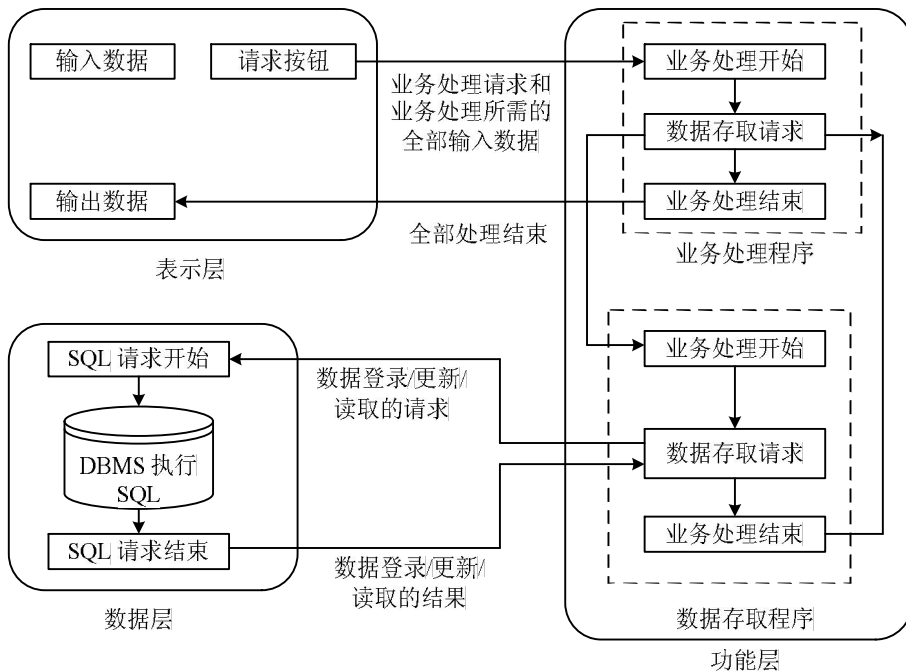 输入数据
请求按钮
业务处理请求和
业务处理所需的
全部输入数据
业务处理开始
数据存取请求
业务处理结束
业务处理程序
输出数据
全部处理结束
表示层
SQL 请求开始
DBMS 执行
SQL
SQL 请求结束
数据层
数据登录/更新/
读取的请求
数据登录/更新/
读取的结果
业务处理开始
数据存取请求
业务处理结束
数据存取程序
功能层